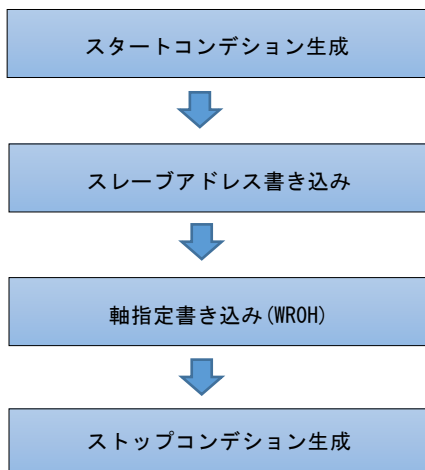 スタートコンデション生成
スレーブアドレス書き込み
軸指定書き込み(WR0H)
ストップコンデション生成